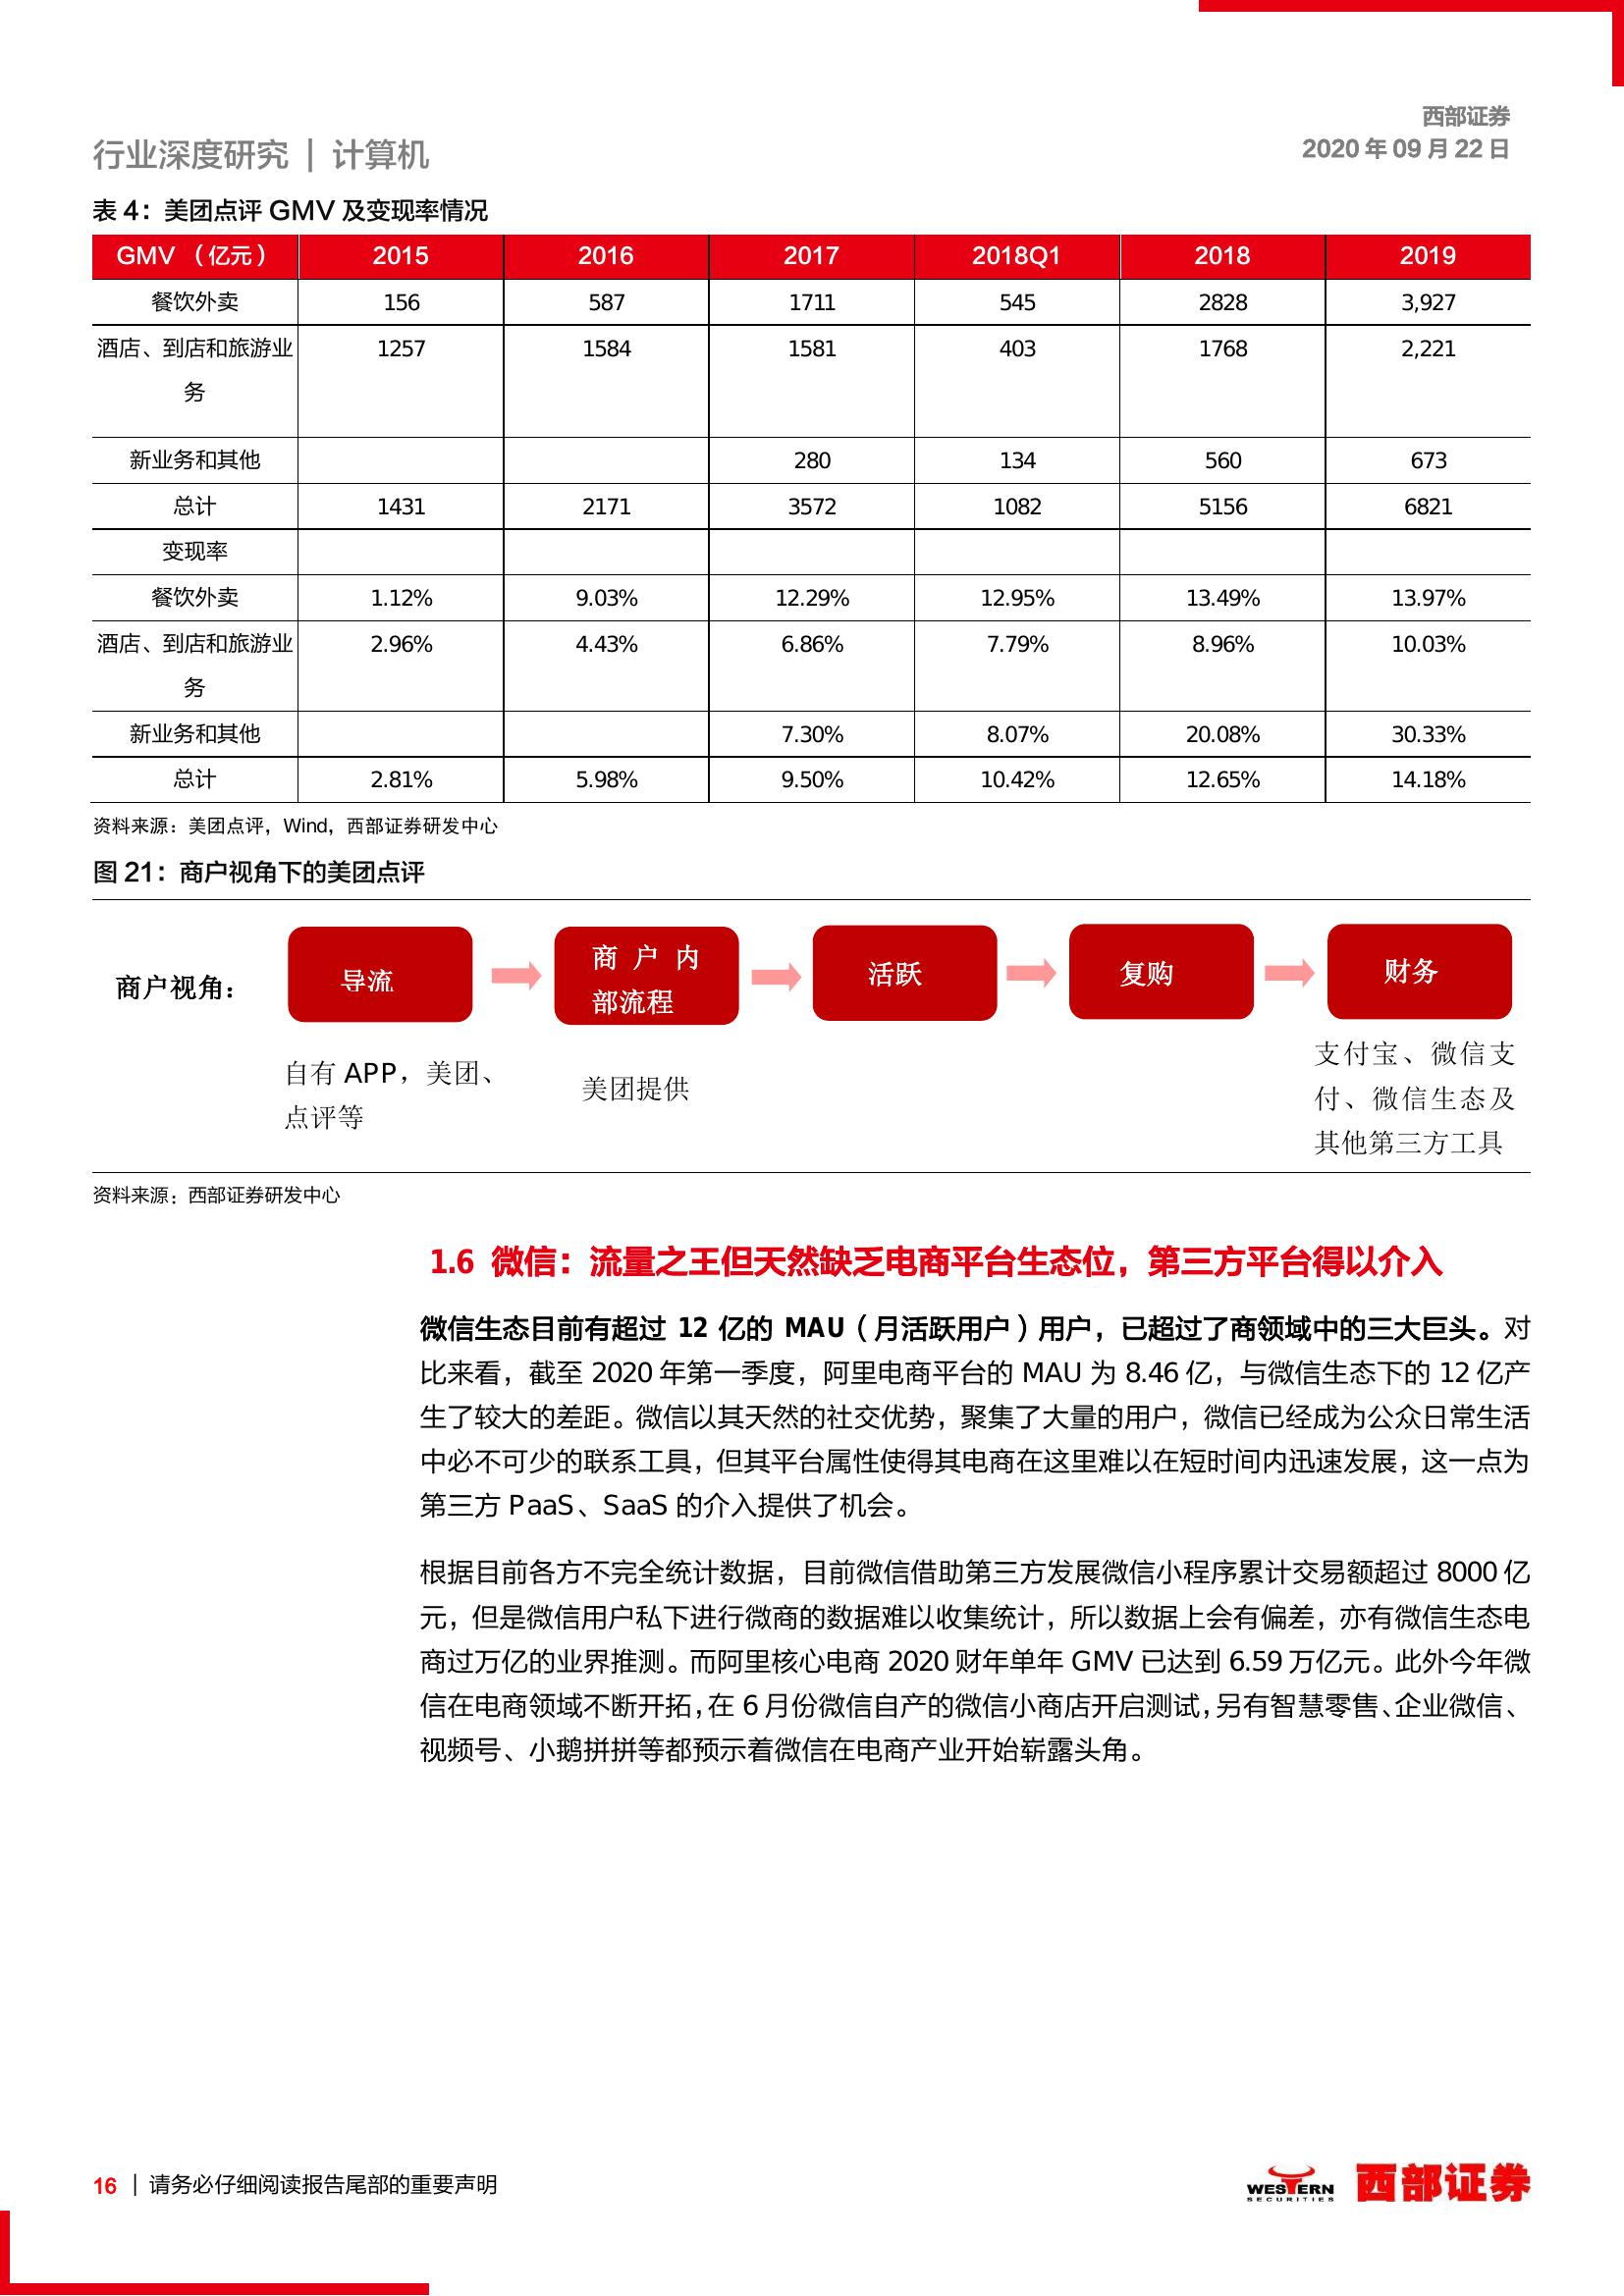 西部证券
2020 年 09 月 22 日
行业深度研究 | 计算机
表 4：美团点评 GMV 及变现率情况
GMV （亿元） 2015 2016 2017 2018Q1 2018 2019
餐饮外卖 156 587 1711 545 2828 3,927
酒店、到店和旅游业 1257 1584 1581 403 1768 2,221
务
新业务和其他 280 134 560 673
总计 1431 2171 3572 1082 5156 6821
变现率
餐饮外卖 1.12% 9.03% 12.29% 12.95% 13.49% 13.97%
酒店、到店和旅游业 2.96% 4.43% 6.86% 7.79% 8.96% 10.03%
务
新业务和其他 7.30% 8.07% 20.08% 30.33%
总计 2.81% 5.98% 9.50% 10.42% 12.65% 14.18%
资料来源：美团点评，Wind，西部证券研发中心
图 21：商户视角下的美团点评
商户视角：
导流
商 户 内
部流程
活跃
复购
财务
自有 APP，美团、
点评等
美团提供
支付宝、微信支
付、微信生态及
其他第三方工具
资料来源：西部证券研发中心
1.6 微信：流量之王但天然缺乏电商平台生态位，第三方平台得以介入
微信生态目前有超过 12 亿的 MAU（月活跃用户）用户，已超过了商领域中的三大巨头。对
比来看，截至 2020 年第一季度，阿里电商平台的 MAU 为 8.46 亿，与微信生态下的 12 亿产
生了较大的差距。微信以其天然的社交优势，聚集了大量的用户，微信已经成为公众日常生活
中必不可少的联系工具，但其平台属性使得其电商在这里难以在短时间内迅速发展，这一点为
第三方 PaaS、SaaS 的介入提供了机会。
根据目前各方不完全统计数据，目前微信借助第三方发展微信小程序累计交易额超过 8000 亿
元，但是微信用户私下进行微商的数据难以收集统计，所以数据上会有偏差，亦有微信生态电
商过万亿的业界推测。而阿里核心电商 2020 财年单年 GMV 已达到 6.59 万亿元。此外今年微
信在电商领域不断开拓，在 6 月份微信自产的微信小商店开启测试，另有智慧零售、企业微信、
视频号、小鹅拼拼等都预示着微信在电商产业开始崭露头角。
16 | 请务必仔细阅读报告尾部的重要声明
WESTERN
SECURITIES
西部证券